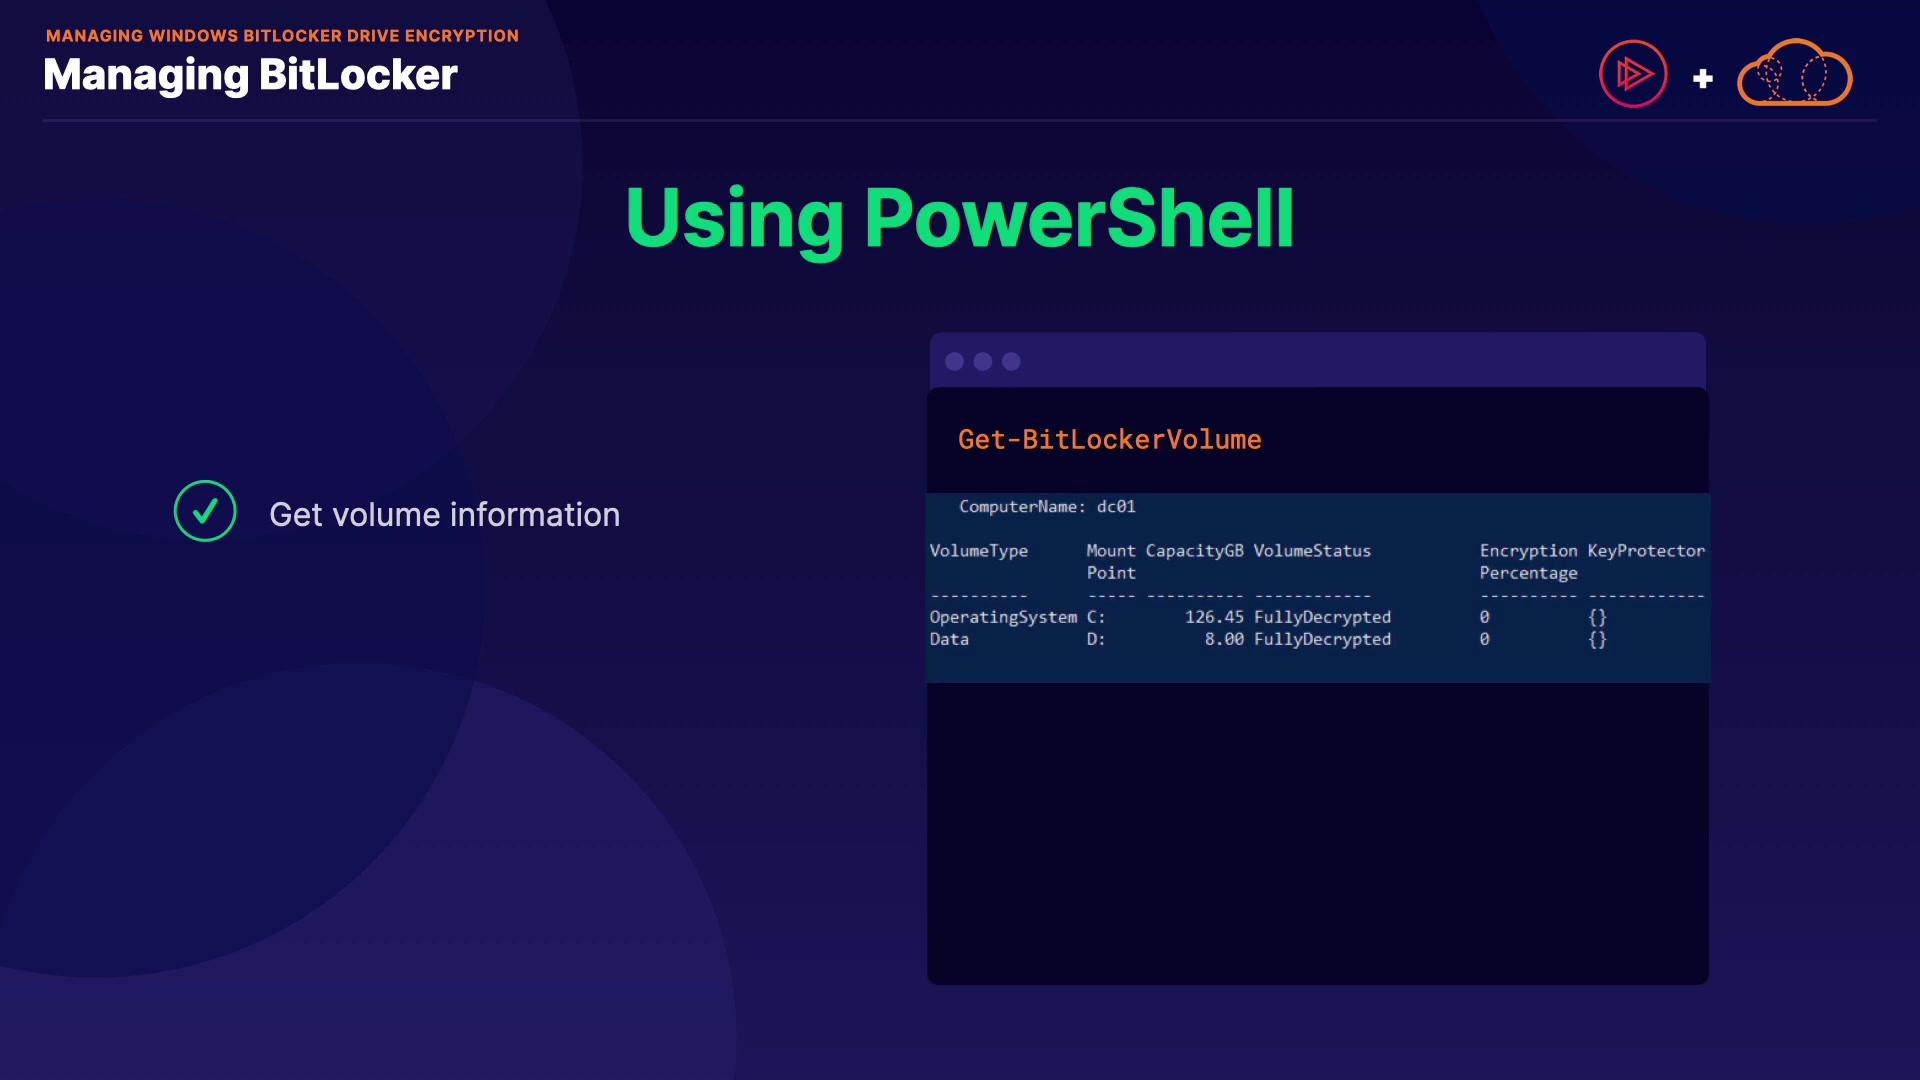 MANAGING WINDOWS BITLOCKER DRIVE ENCRYPTION
Managing BitLocker
+
Using PowerShell
Get volume information
Get-BitLockerVolume
ComputerName: dc01
VolumeType Mount CapacityGB VolumeStatus Encryption KeyProtector
Point Percentage
---------- ----- ---------- ------------ ---------- ------------
OperatingSystem C: 126.45 FullyDecrypted 0 {}
Data D: 8.00 FullyDecrypted 0 {}